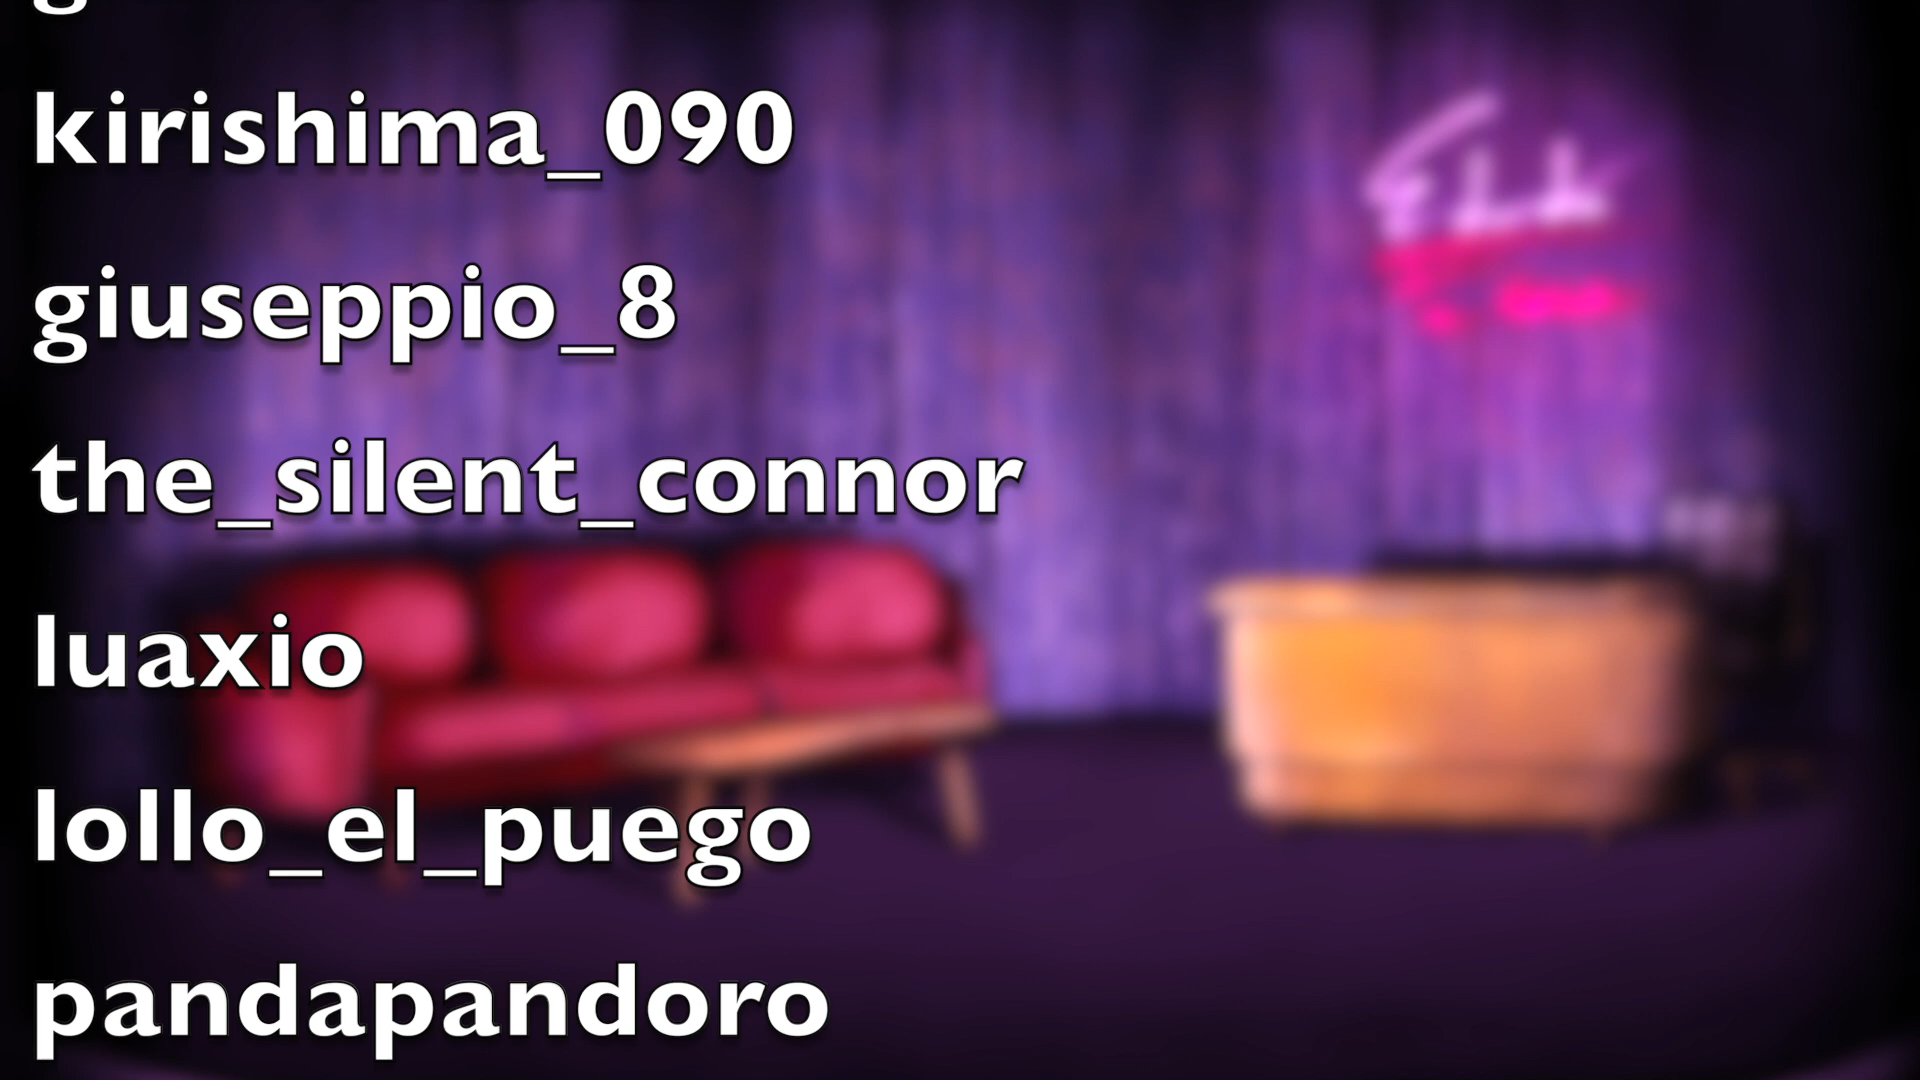 kirishima_090
giuseppio_8
the_silent_connor
luaxio
lollo_el_puego
pandapandoro